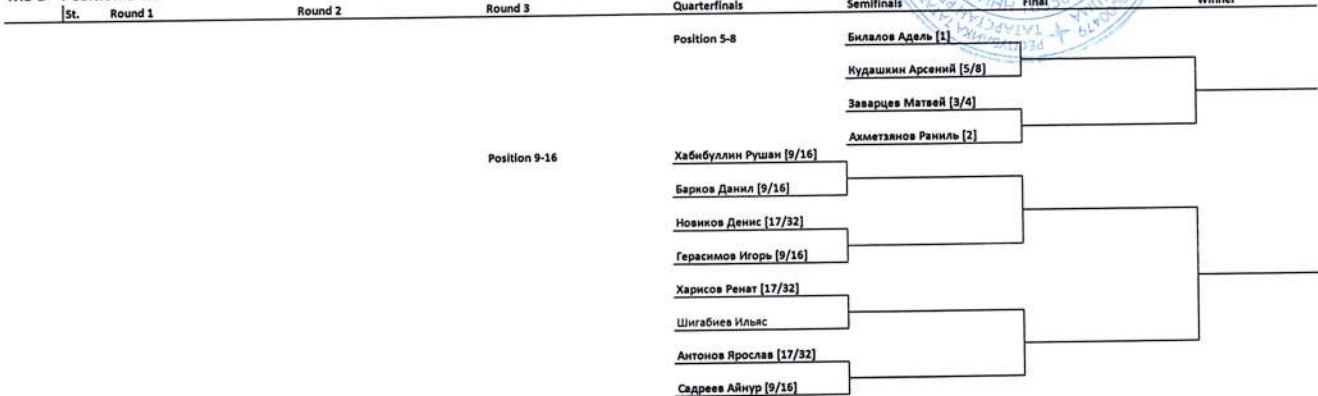 St. Round 1 Round 2 Round 3 Quarterfinals Semifinals Final Winner
Position 5-8
Билалов Адель [1]
Кудашкин Арсений [5/8]
Заварцев Матвей [3/4]
Ахметзянов Раниль [2]
Position 9-16
Хабибуллин Рушан [9/16]
Барков Данил [9/16]
Новиков Денис [17/32]
Герасимов Игорь [9/16]
Харисов Ренат [17/32]
Шигабиев Ильяс
Антонов Ярослав [17/32]
Садреев Айнур [9/16]